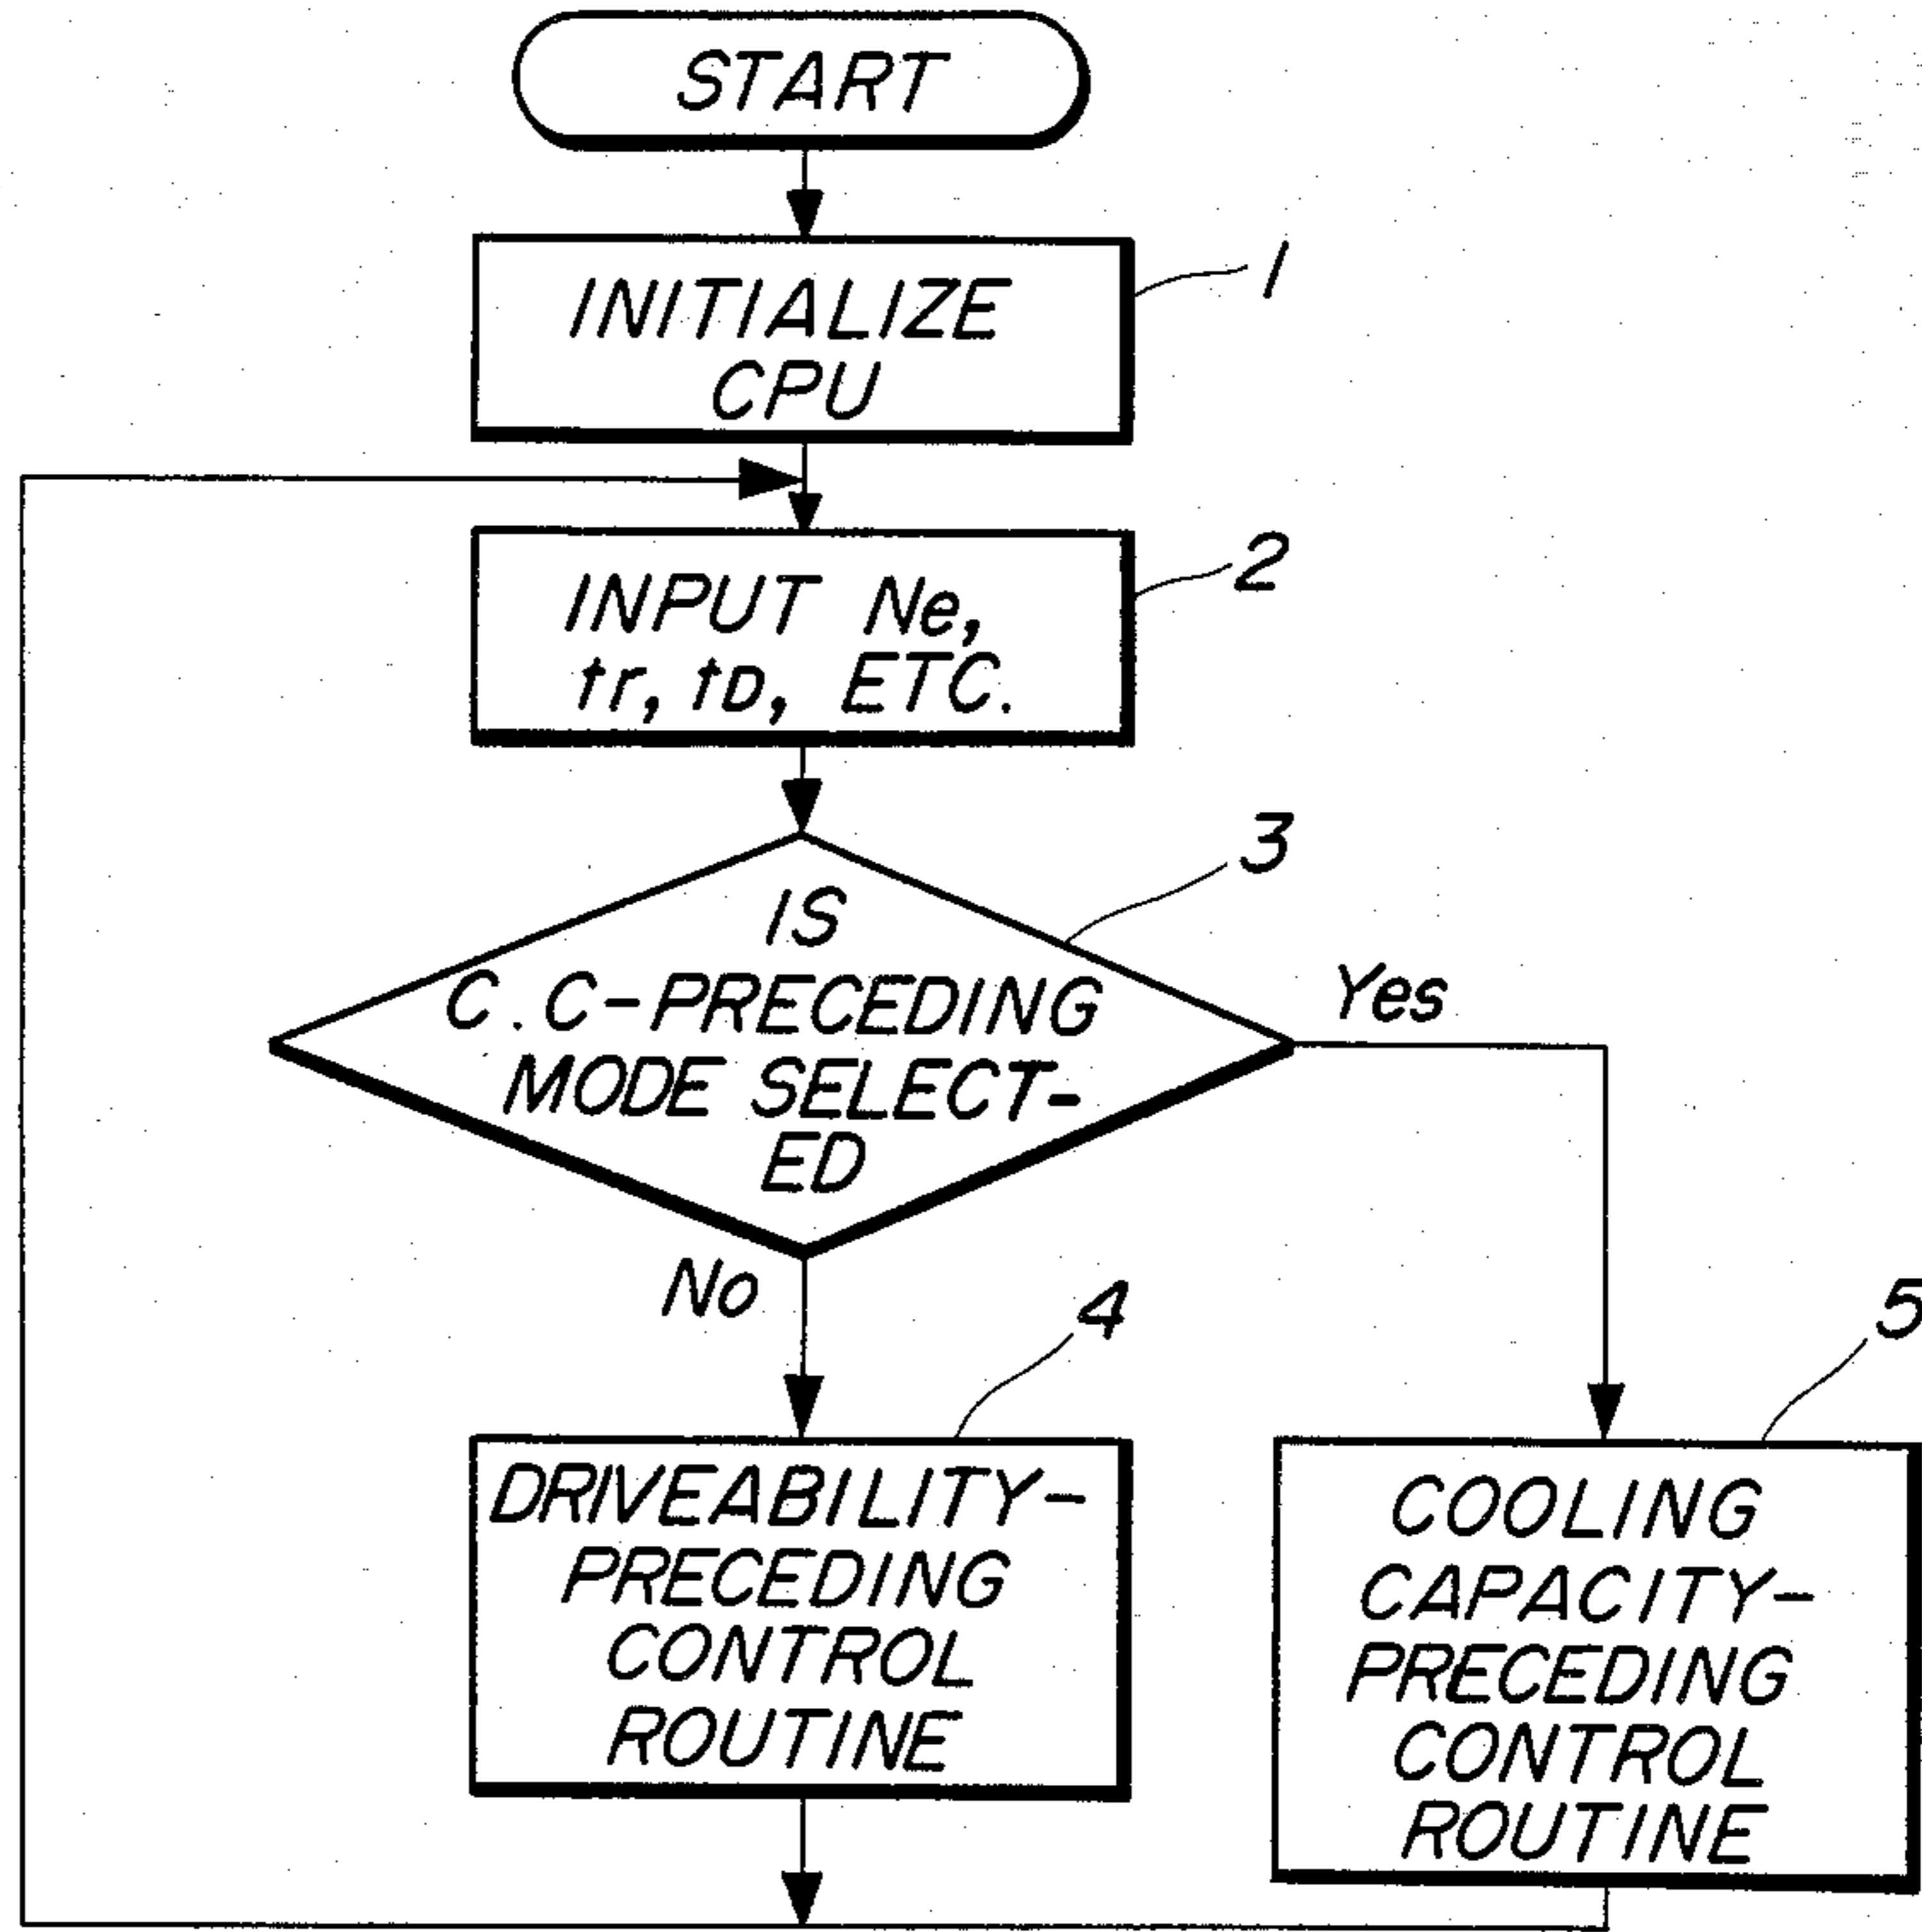 START
INITIALIZE
CPU
1
INPUT Ne,
tr, tD, ETC.
2
IS
C.C-PRECEDING
MODE SELECT-
ED
3
Yes
No
DRIVEABILITY-
PRECEDING
CONTROL
ROUTINE
4
COOLING
CAPACITY-
PRECEDING
CONTROL
ROUTINE
5